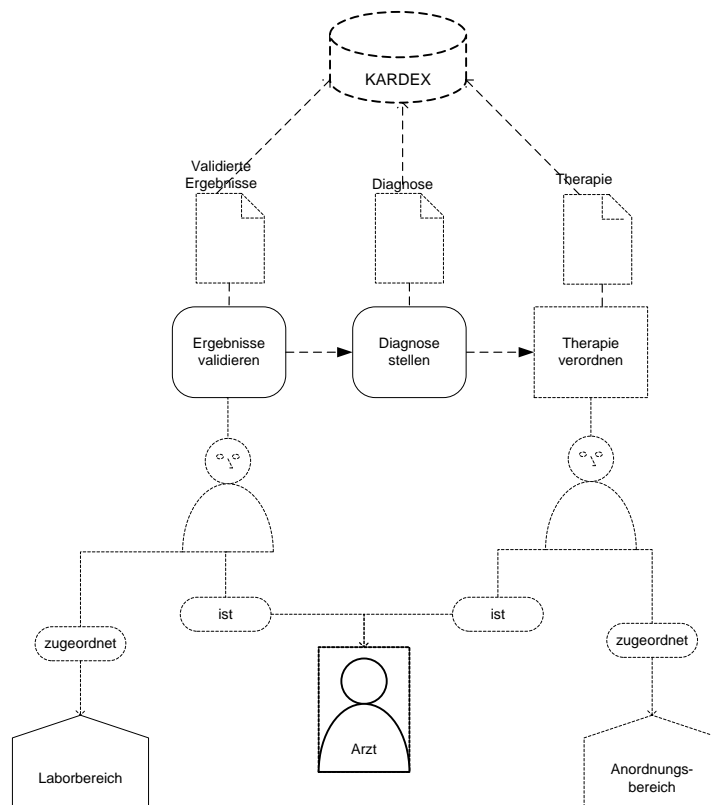 KARDEX
Validierte
Ergebnisse
Diagnose
Therapie
Ergebnisse
validieren
Diagnose
stellen
Therapie
verordnen
ist
ist
zugeordnet
zugeordnet
Arzt
Laborbereich
Anordnungs-
bereich